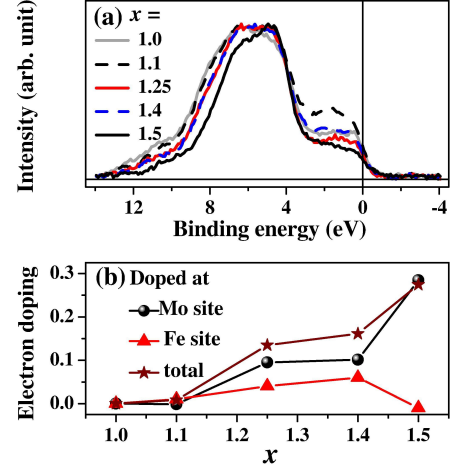 (a) x =
1.0
1.1
1.25
1.4
1.5
Intensity (arb. unit)
12 8 4 0 -4
Binding energy (eV)
(b) Doped at
Mo site
Fe site
total
Electron doping
0.3
0.2
0.1
0.0
1.0 1.1 1.2 1.3 1.4 1.5
x